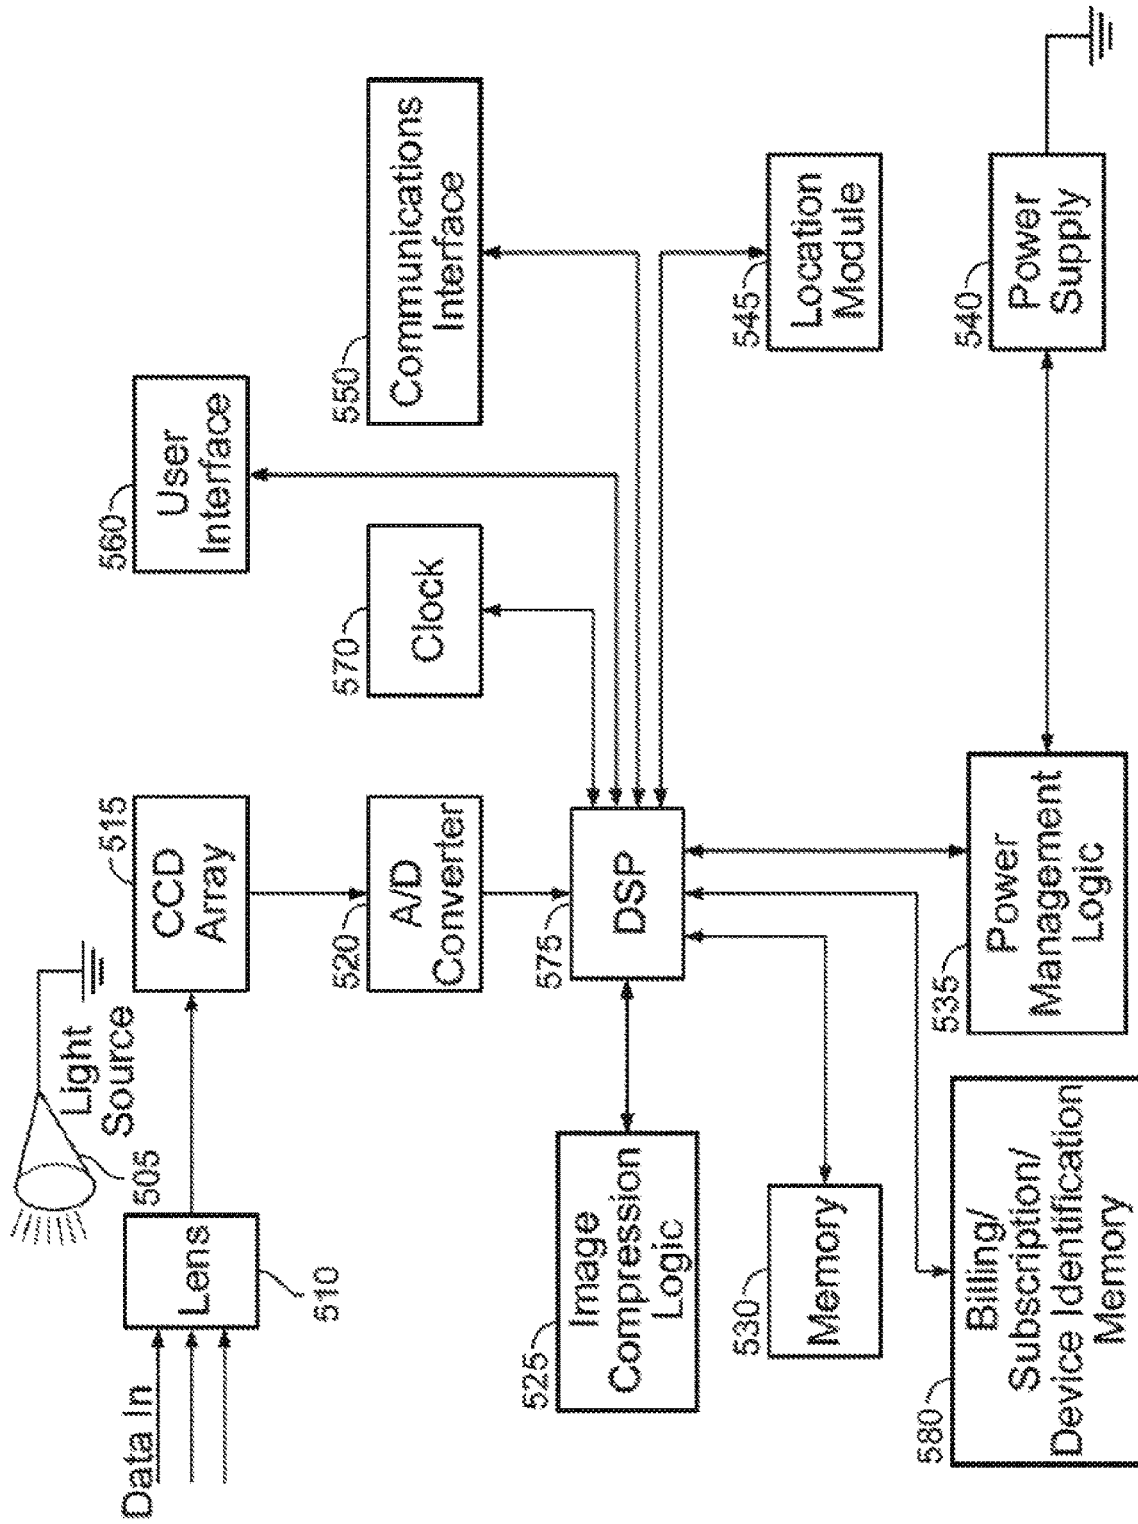 Data In
Lens
510
505
Light
Source
CCD
Array
515
560
User
Interface
520
A/D
Converter
570
Clock
550
Communications
Interface
525
Image
Compression
Logic
575
DSP
530
Memory
545
Location
Module
580
Billing/
Subscription/
Device Identification
Memory
535
Power
Management
Logic
540
Power
Supply